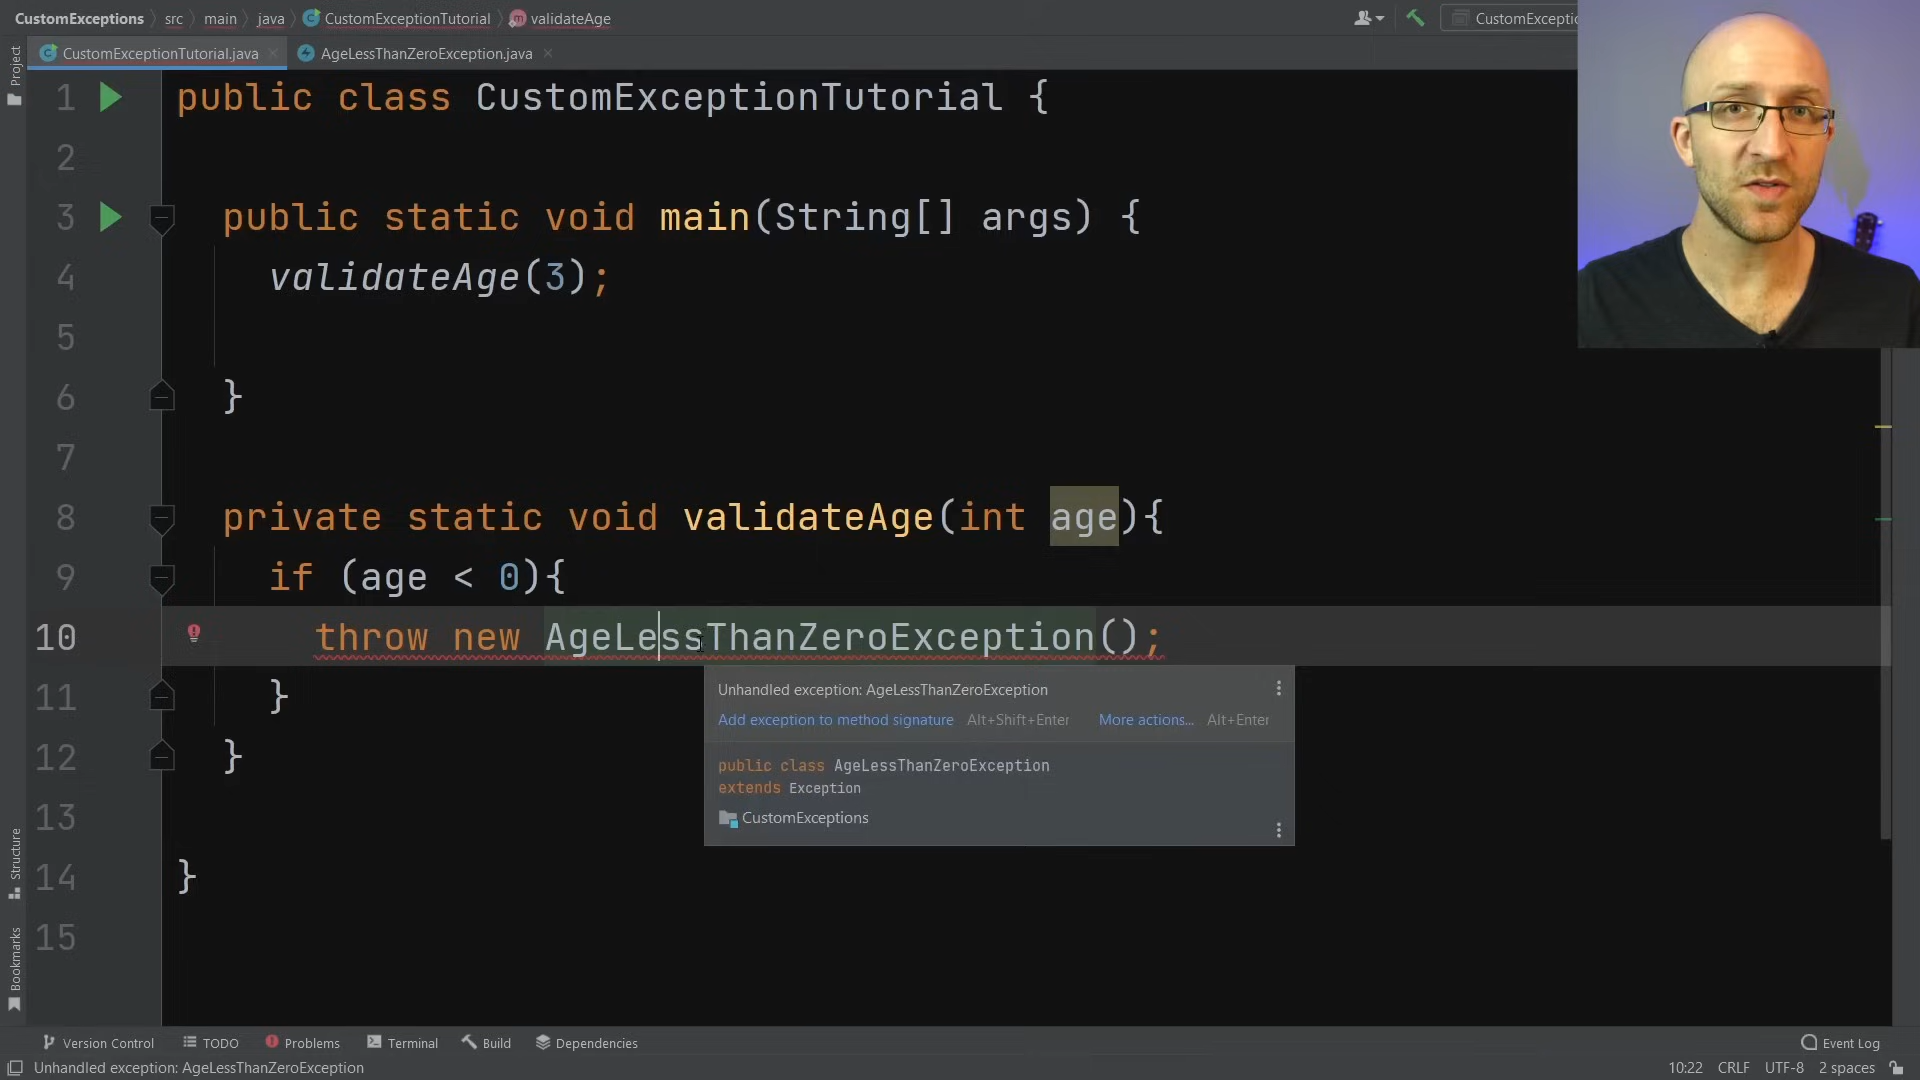 CustomExceptions src main java CustomExceptionTutorial validateAge
CustomExceptio
Project
CustomExceptionTutorial.java
AgeLessThanZeroException.java
1 public class CustomExceptionTutorial {
2
3 public static void main(String[] args) {
4 validateAge(3);
5
6 }
7
8 private static void validateAge(int age){
9 if (age < 0){
10 throw new AgeLessThanZeroException();
11 }
12 }
13
14 }
15
Unhandled exception: AgeLessThanZeroException
Add exception to method signature Alt+Shift+Enter More actions... Alt+Enter
public class AgeLessThanZeroException
extends Exception
CustomExceptions
Structure
Bookmarks
Version Control TODO Problems Terminal Build Dependencies Event Log
Unhandled exception: AgeLessThanZeroException 10:22 CRLF UTF-8 2 spaces